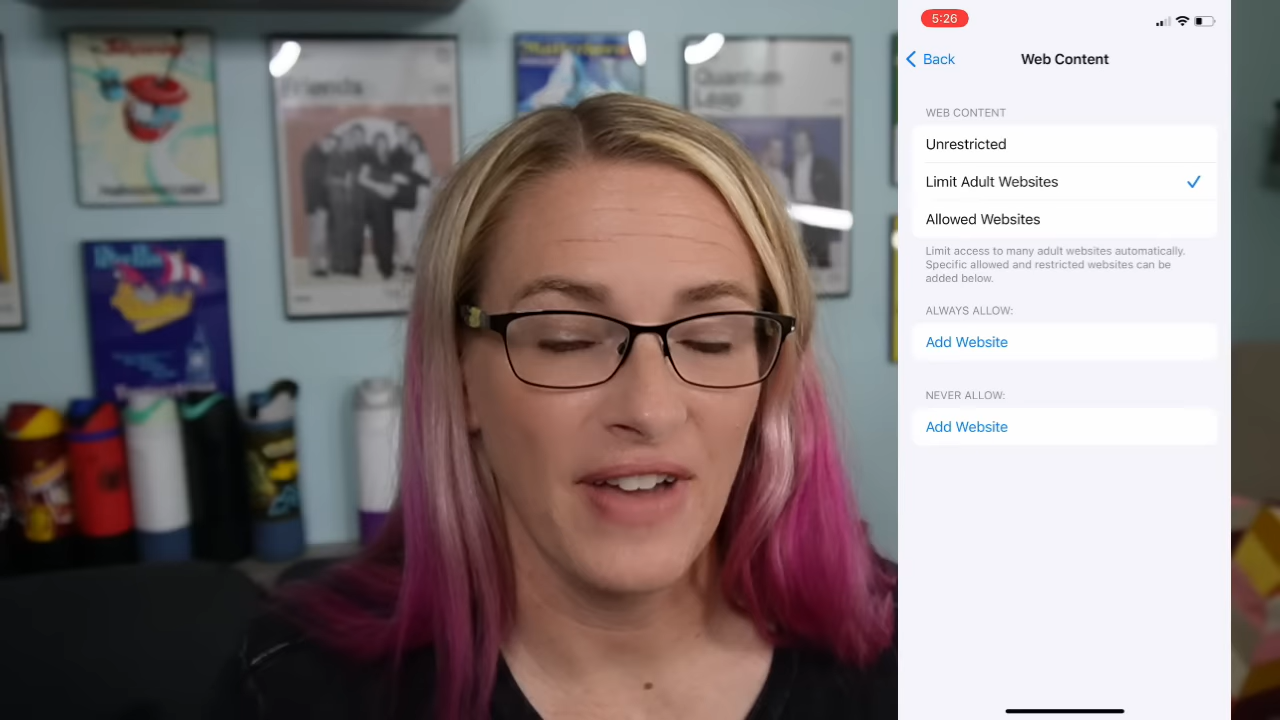 Friends
Quantum
Leap
5:26
Back
Web Content
WEB CONTENT
Unrestricted
Limit Adult Websites
Allowed Websites
Limit access to many adult websites automatically.
Specific allowed and restricted websites can be
added below.
ALWAYS ALLOW:
Add Website
NEVER ALLOW:
Add Website